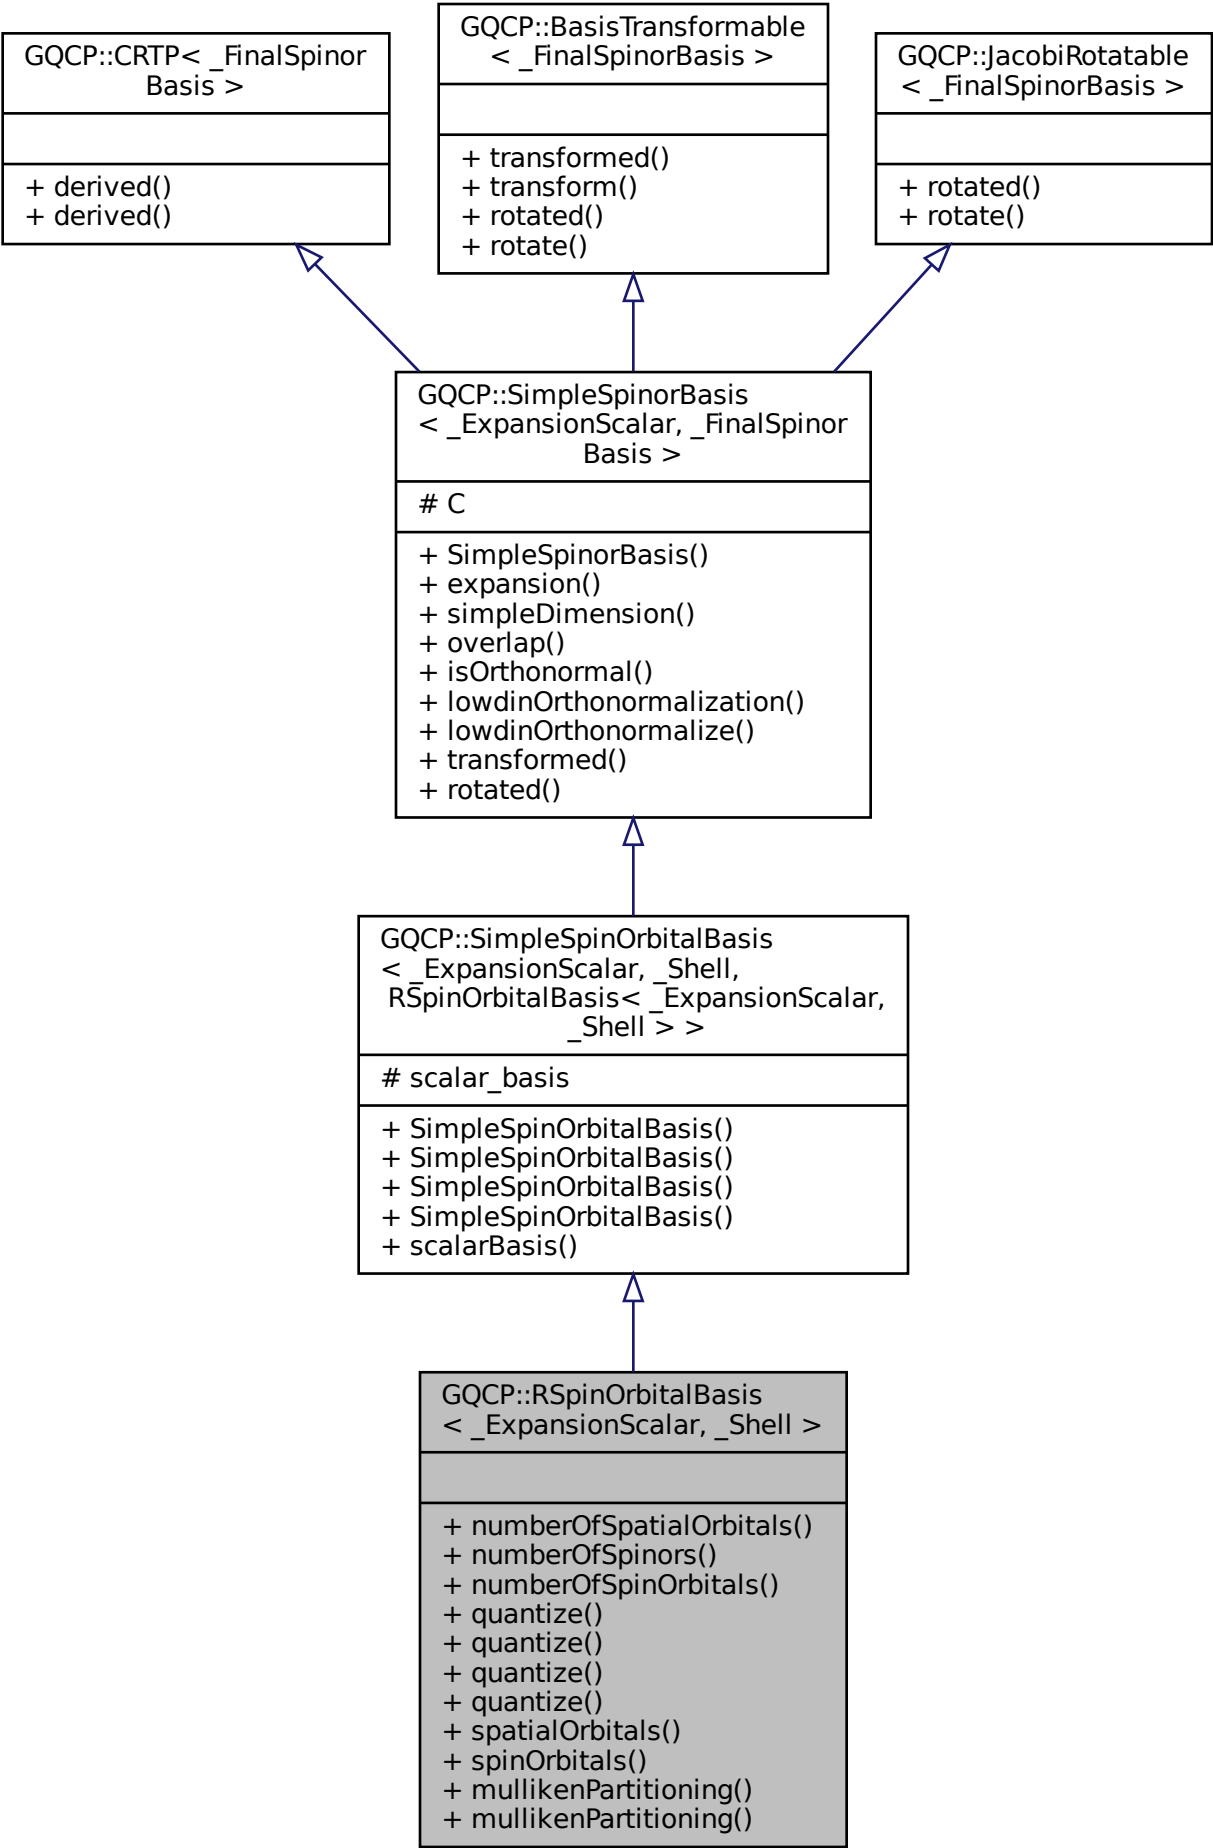 GQCP::CRTP< _FinalSpinor
Basis >
+ derived()
+ derived()
GQCP::BasisTransformable
< _FinalSpinorBasis >
+ transformed()
+ transform()
+ rotated()
+ rotate()
GQCP::JacobiRotatable
< _FinalSpinorBasis >
+ rotated()
+ rotate()
GQCP::SimpleSpinorBasis
< _ExpansionScalar, _FinalSpinor
Basis >
# C
+ SimpleSpinorBasis()
+ expansion()
+ simpleDimension()
+ overlap()
+ isOrthonormal()
+ lowdinOrthonormalization()
+ lowdinOrthonormalize()
+ transformed()
+ rotated()
GQCP::SimpleSpinOrbitalBasis
< _ExpansionScalar, _Shell,
RSpinOrbitalBasis< _ExpansionScalar,
_Shell > >
# scalar_basis
+ SimpleSpinOrbitalBasis()
+ SimpleSpinOrbitalBasis()
+ SimpleSpinOrbitalBasis()
+ SimpleSpinOrbitalBasis()
+ scalarBasis()
GQCP::RSpinOrbitalBasis
< _ExpansionScalar, _Shell >
+ numberOfSpatialOrbitals()
+ numberOfSpinors()
+ numberOfSpinOrbitals()
+ quantize()
+ quantize()
+ quantize()
+ quantize()
+ spatialOrbitals()
+ spinOrbitals()
+ mullikenPartitioning()
+ mullikenPartitioning()